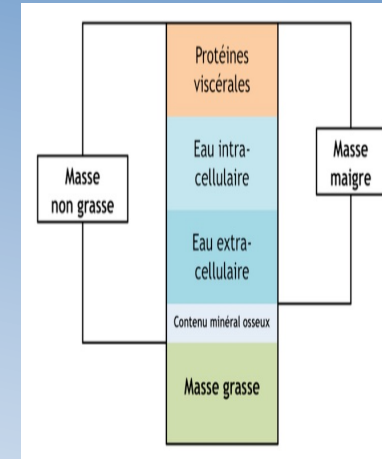 Protéines
viscérales
Eau intra-
cellulaire
Masse
non grasse
Masse
maigre
Eau extra-
cellulaire
Contenu minéral osseux
Masse grasse